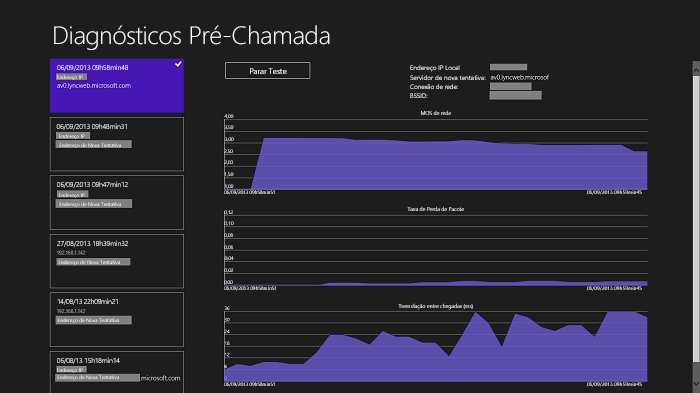 Diagnósticos Pré-Chamada
06/09/2013 09h58min48
Endereço IP
av0.lyncweb.microsoft.com
06/09/2013 09h48min31
Endereço IP
Endereço de Nova Tentativa
06/09/2013 09h47min12
Endereço IP
Endereço de Nova Tentativa
27/08/2013 18h39min32
192.168.1.142
Endereço de Nova Tentativa
14/08/13 22h09min21
192.168.1.142
Endereço de Nova Tentativa
06/08/13 15h18min14
Endereço IP
Endereço de Nova Tentativa .microsoft.com
Parar Teste
Endereço IP Local
Servidor de nova tentativa: av0.lyncweb.microsof
Conexão de rede:
BSSID:
MOS de rede
4,00
3,50
3,00
2,50
2,00
1,50
1,00
06/09/2013 09h58min51 06/09/2013 09h59min45
Taxa de Perda de Pacote
0,12
0,10
0,08
0,06
0,04
0,02
0,00
06/09/2013 09h58min51 06/09/2013 09h59min45
Tremulação entre chegadas (ms)
36
30
24
18
12
6
0
06/09/2013 09h58min51 06/09/2013 09h59min45